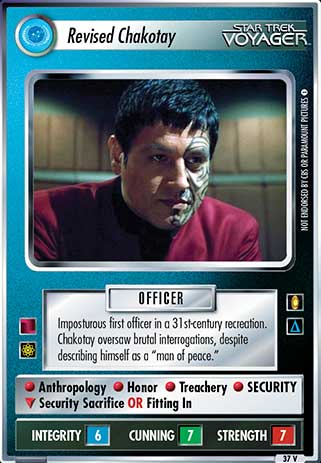 Revised Chakotay
STAR TREK
VOYAGER
NOT ENDORSED BY CBS OR PARAMOUNT PICTURES
OFFICER
Imposturous first officer in a 31st-century recreation.
Chakotay oversaw brutal interrogations, despite
describing himself as a “man of peace.”
Anthropology Honor Treachery SECURITY
Security Sacrifice OR Fitting In
INTEGRITY 6 CUNNING 7 STRENGTH 7
37 V